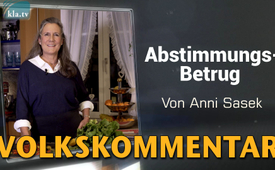 kla.tv
Abstimmungs-
Betrug
Von Anni Sasek
VOLKSKOMMENTAR